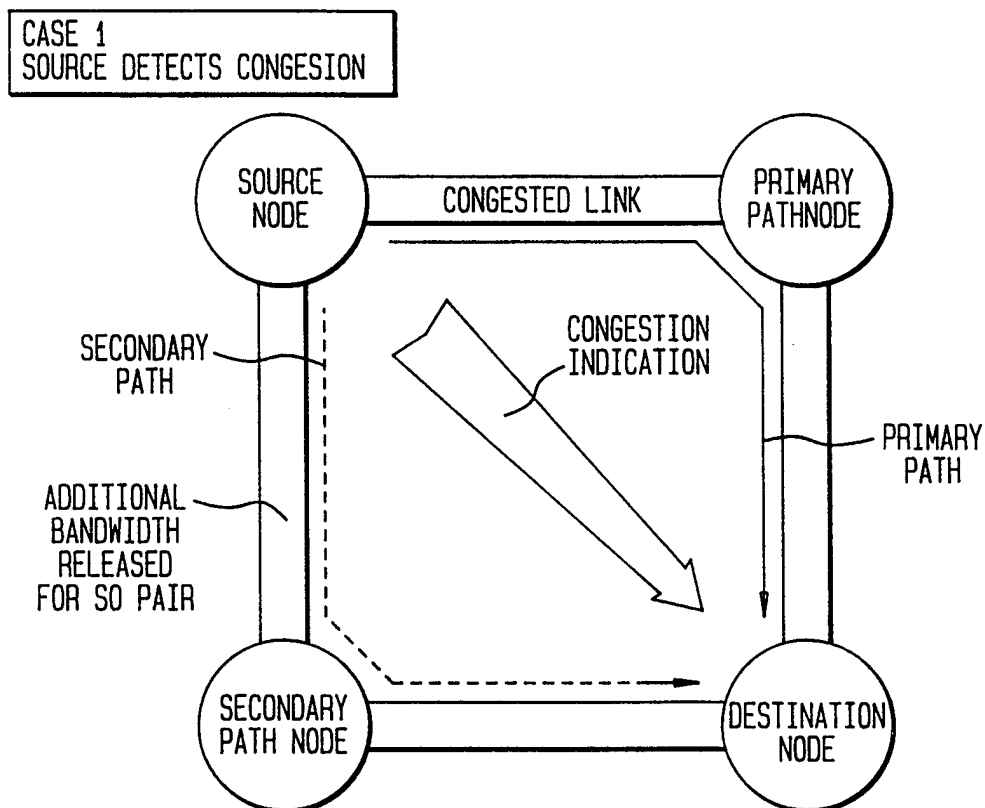 CASE 1
SOURCE DETECTS CONGESION
SOURCE
NODE
CONGESTED LINK
PRIMARY
PATHNODE
SECONDARY
PATH
CONGESTION
INDICATION
PRIMARY
PATH
ADDITIONAL
BANDWIDTH
RELEASED
FOR SO PAIR
SECONDARY
PATH NODE
DESTINATION
NODE